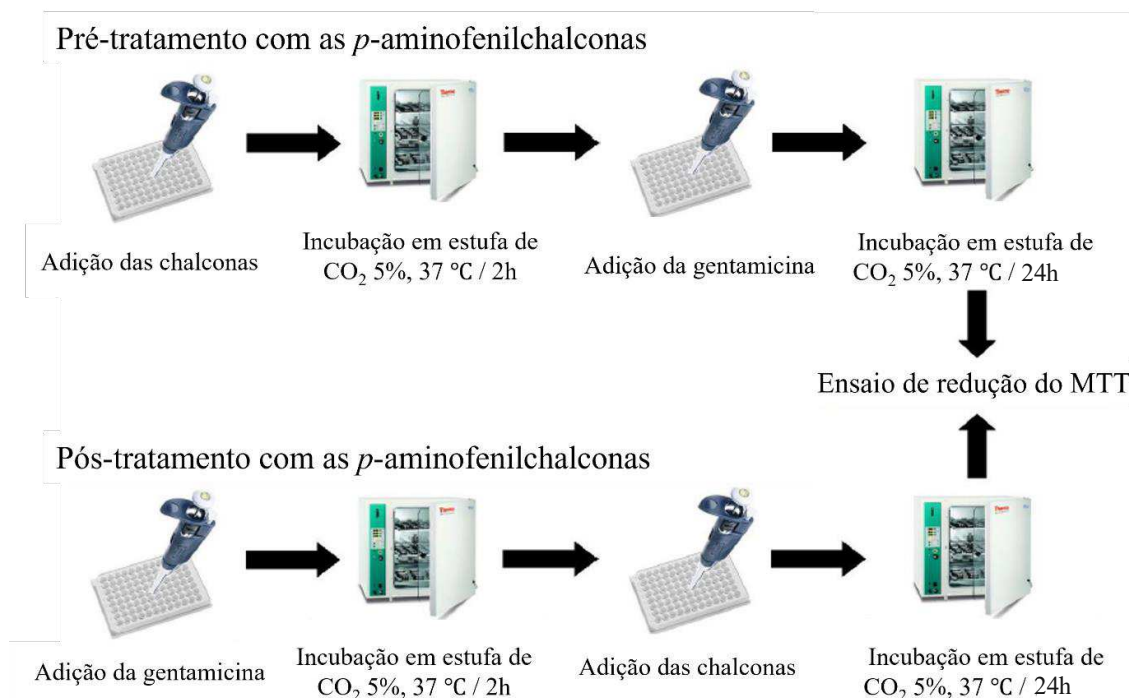 Pré-tratamento com as p-aminofenilchalconas
Adição das chalconas
Incubação em estufa de
CO₂ 5%, 37 ℃ / 2h
Adição da gentamicina
Incubação em estufa de
CO₂ 5%, 37 ℃ / 24h
Ensaio de redução do MTT
Pós-tratamento com as p-aminofenilchalconas
Adição da gentamicina
Incubação em estufa de
CO₂ 5%, 37 ℃ / 2h
Adição das chalconas
Incubação em estufa de
CO₂ 5%, 37 ℃ / 24h